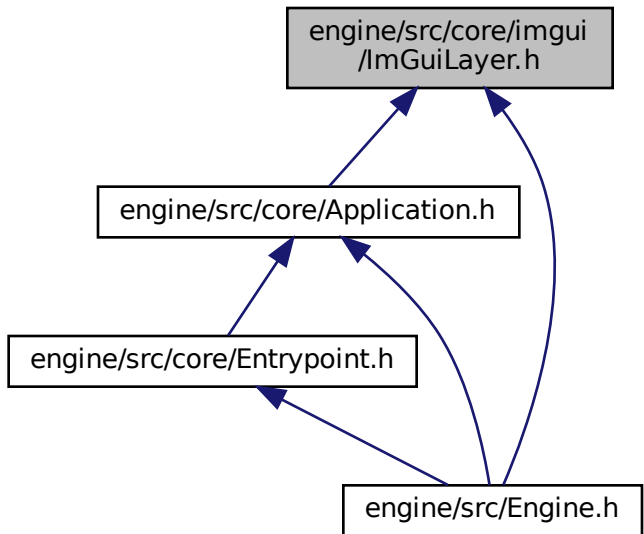 engine/src/core/imgui
/ImGuiLayer.h
engine/src/core/Application.h
engine/src/core/Entrypoint.h
engine/src/Engine.h